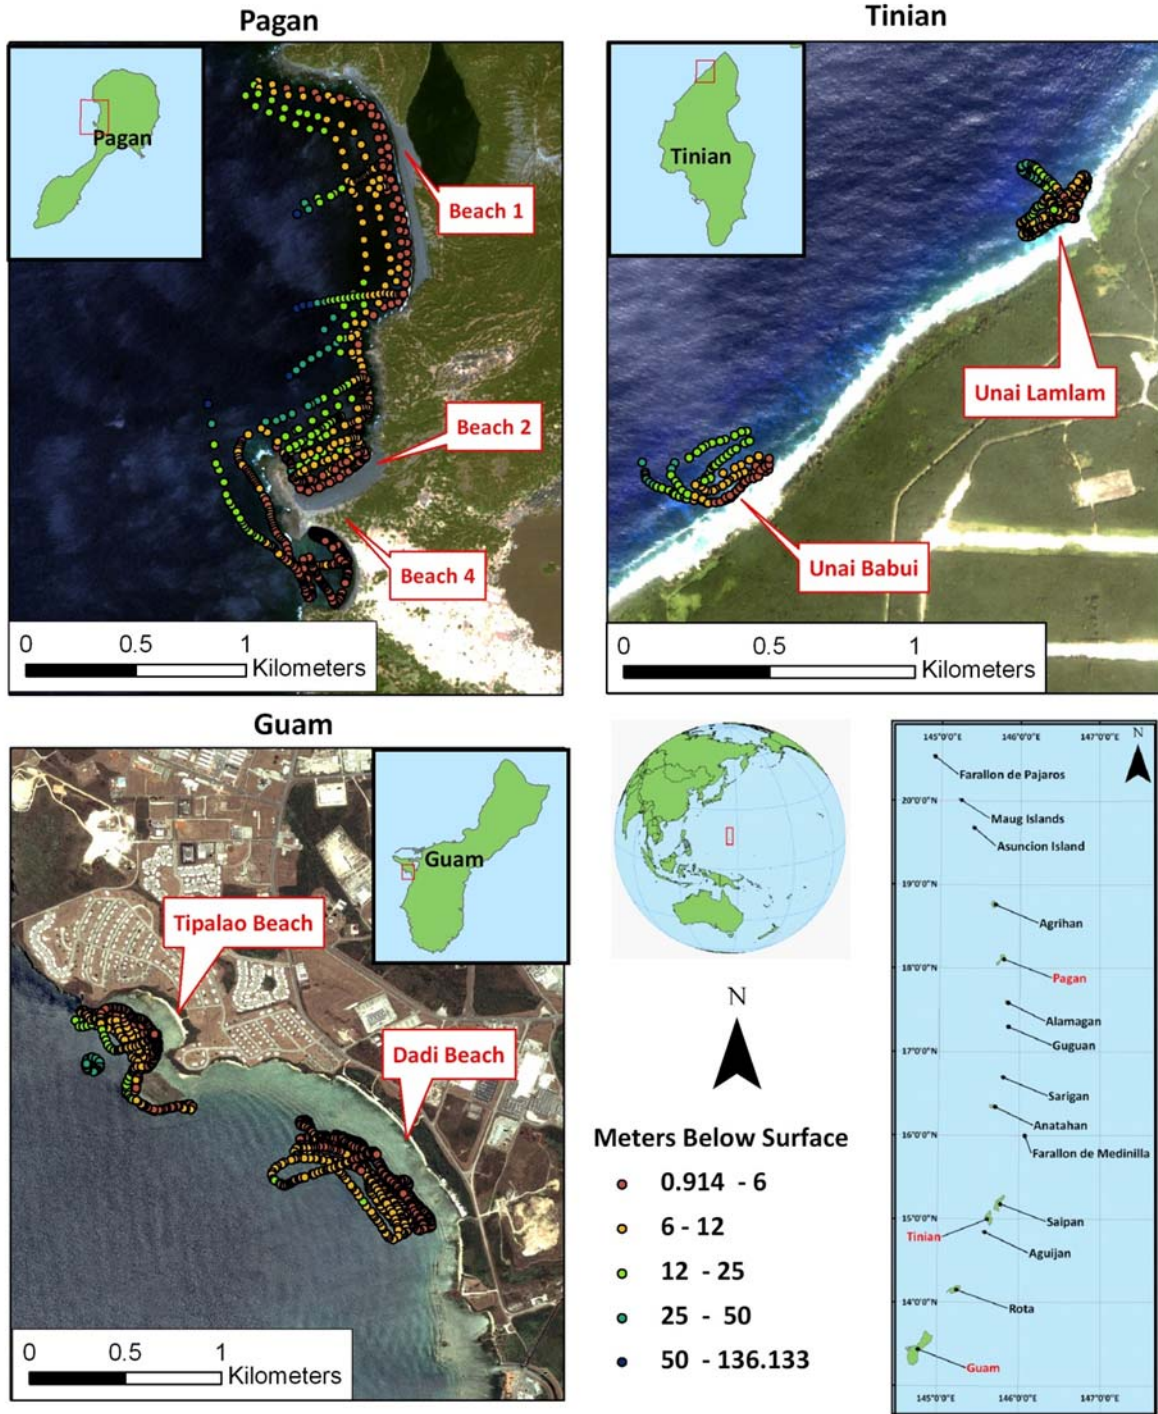 Pagan
Pagan
Beach 1
Beach 2
Beach 4
0 0.5 1
Kilometers
Tinian
Tinian
Unai Lamlam
Unai Babui
0 0.5 1
Kilometers
Guam
Guam
Tipalao Beach
Dadi Beach
0 0.5 1
Kilometers
N
Meters Below Surface
0.914 - 6
6 - 12
12 - 25
25 - 50
50 - 136.133
145°0'0"E 146°0'0"E 147°0'0"E
N
Farallon de Pajaros
20°0'0"N
Maug Islands
Asuncion Island
19°0'0"N
Agrihan
18°0'0"N
Pagan
Alamagan
Guguan
17°0'0"N
Sarigan
Anatahan
16°0'0"N
Farallon de Medinilla
15°0'0"N
Saipan
Tinian
Aguijan
14°0'0"N
Rota
Guam
145°0'0"E 146°0'0"E 147°0'0"E